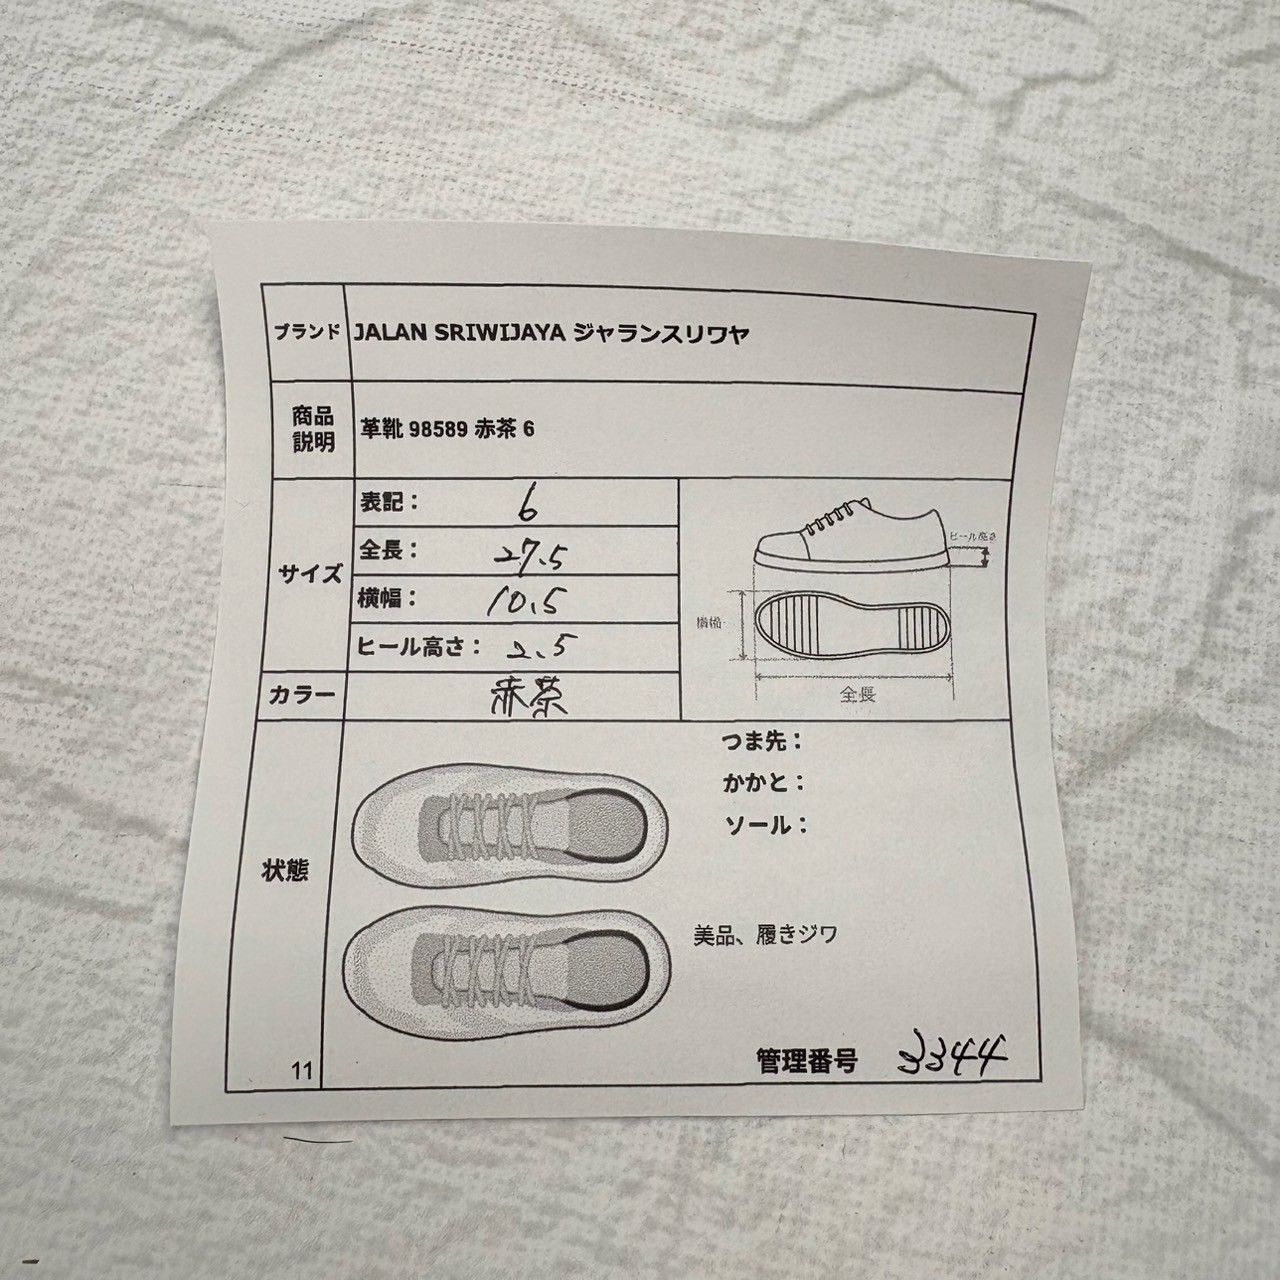 ブランド JALAN SRIWIJAYA ジャランスリワヤ
商品説明 革靴 98589 赤茶 6
サイズ
表記： 6
全長： 27.5
横幅： 10.5
ヒール高さ： 2.5
ヒール高さ
横幅
全長
カラー 赤茶
状態
つま先：
かかと：
ソール：
美品、履きジワ
11
管理番号 3344